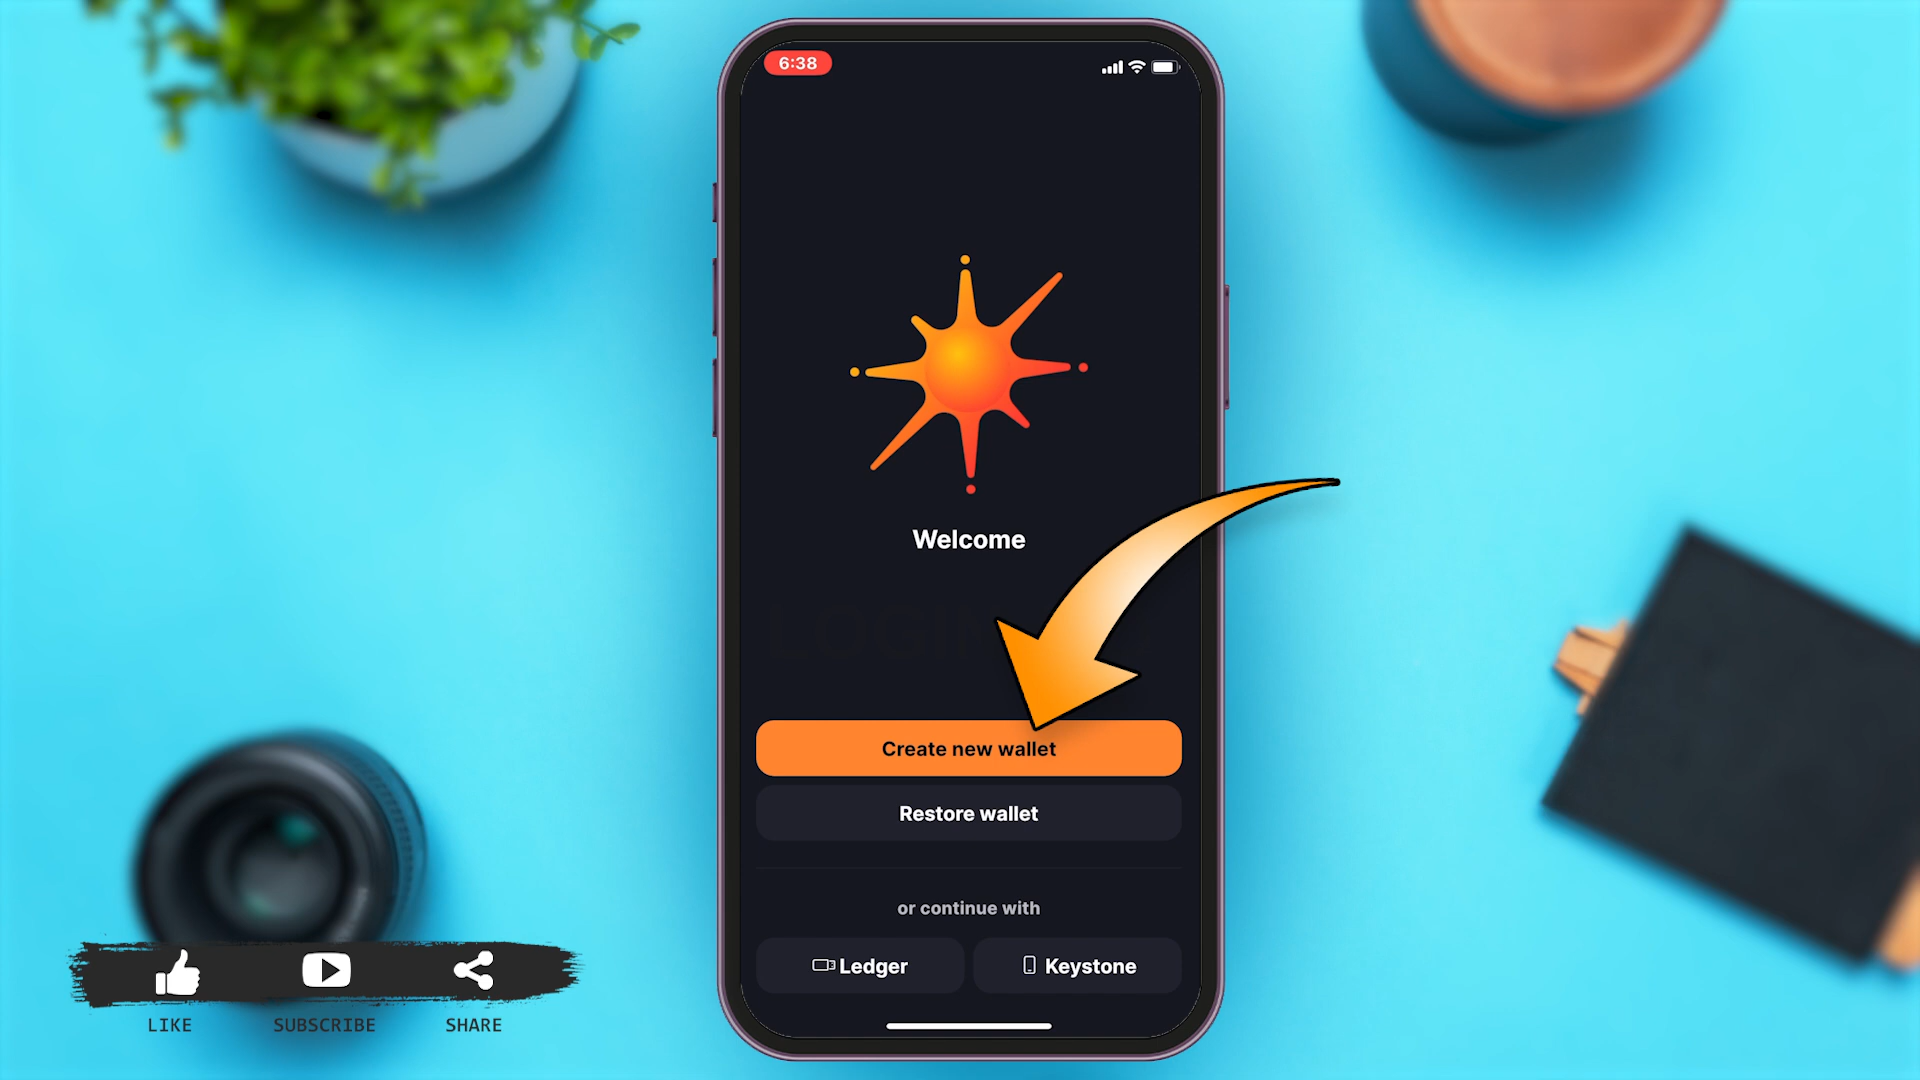 6:38
Welcome
Create new wallet
Restore wallet
or continue with
Ledger
Keystone
LIKE
SUBSCRIBE
SHARE